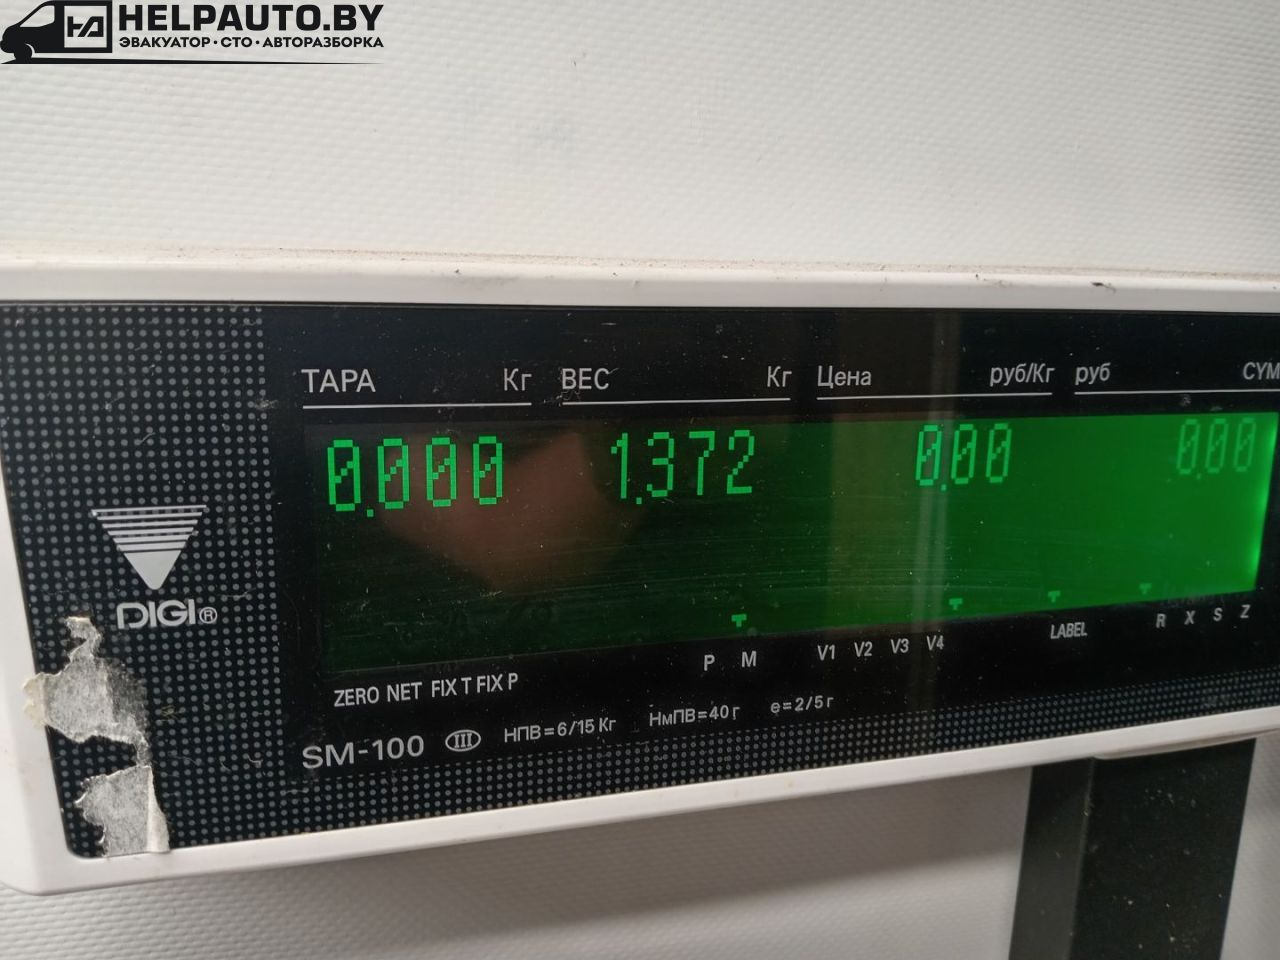 HELPAUTO.BY
ЭВАКУАТОР·СТО·АВТОРАЗБОРКА
ТАРА Кг ВЕС Кг Цена руб/Кг руб СУМ
0.000 1.372 0.00 0.00
DIGI®
P M V1 V2 V3 V4 LABEL R X S Z
ZERO NET FIX T FIX P
SM-100 III НПВ=6/15 Кг НмПВ=40 г e=2/5 г